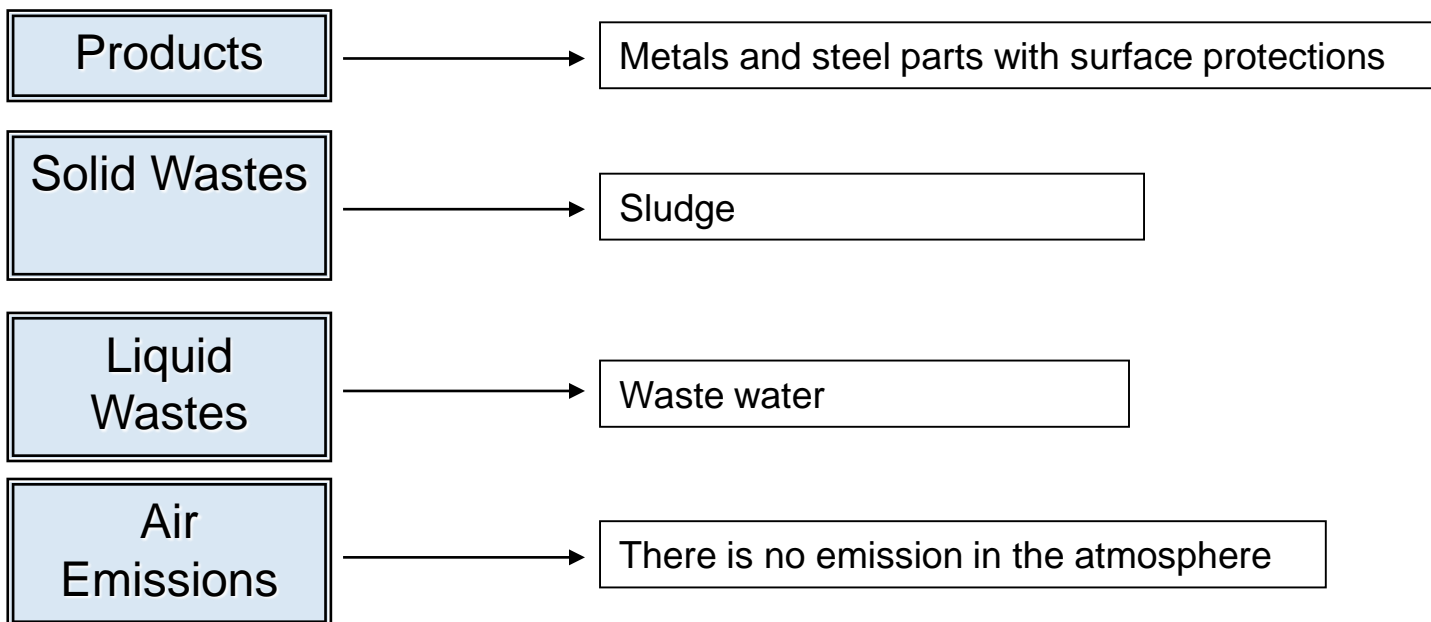 Products
Metals and steel parts with surface protections
Solid Wastes
Sludge
Liquid
Wastes
Waste water
Air
Emissions
There is no emission in the atmosphere